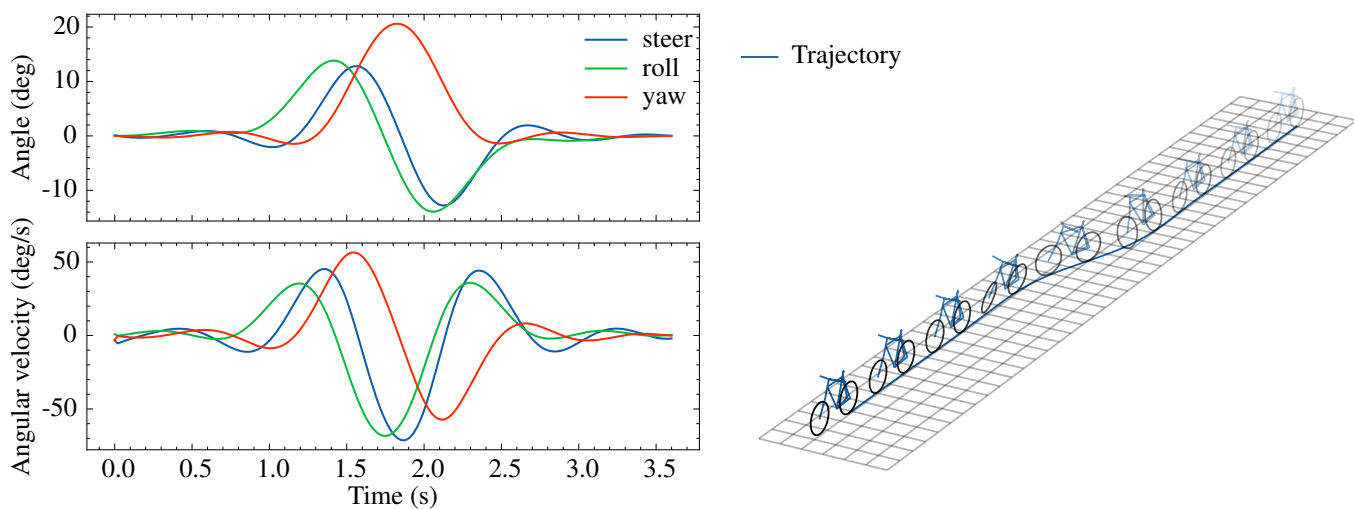 20
10
0
-10
Angle (deg)
steer
roll
yaw
50
0
-50
Angular velocity (deg/s)
0.0 0.5 1.0 1.5 2.0 2.5 3.0 3.5
Time (s)
Trajectory